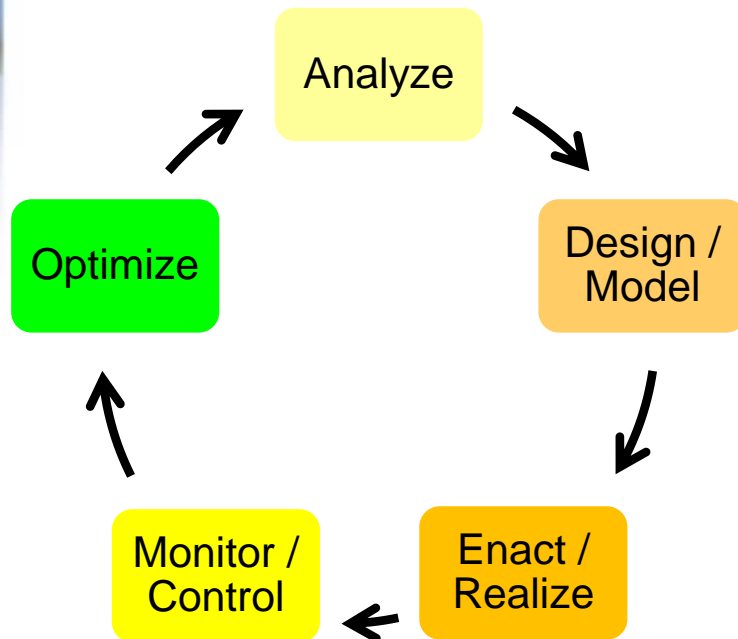 Analyze
Design /
Model
Enact /
Realize
Monitor /
Control
Optimize